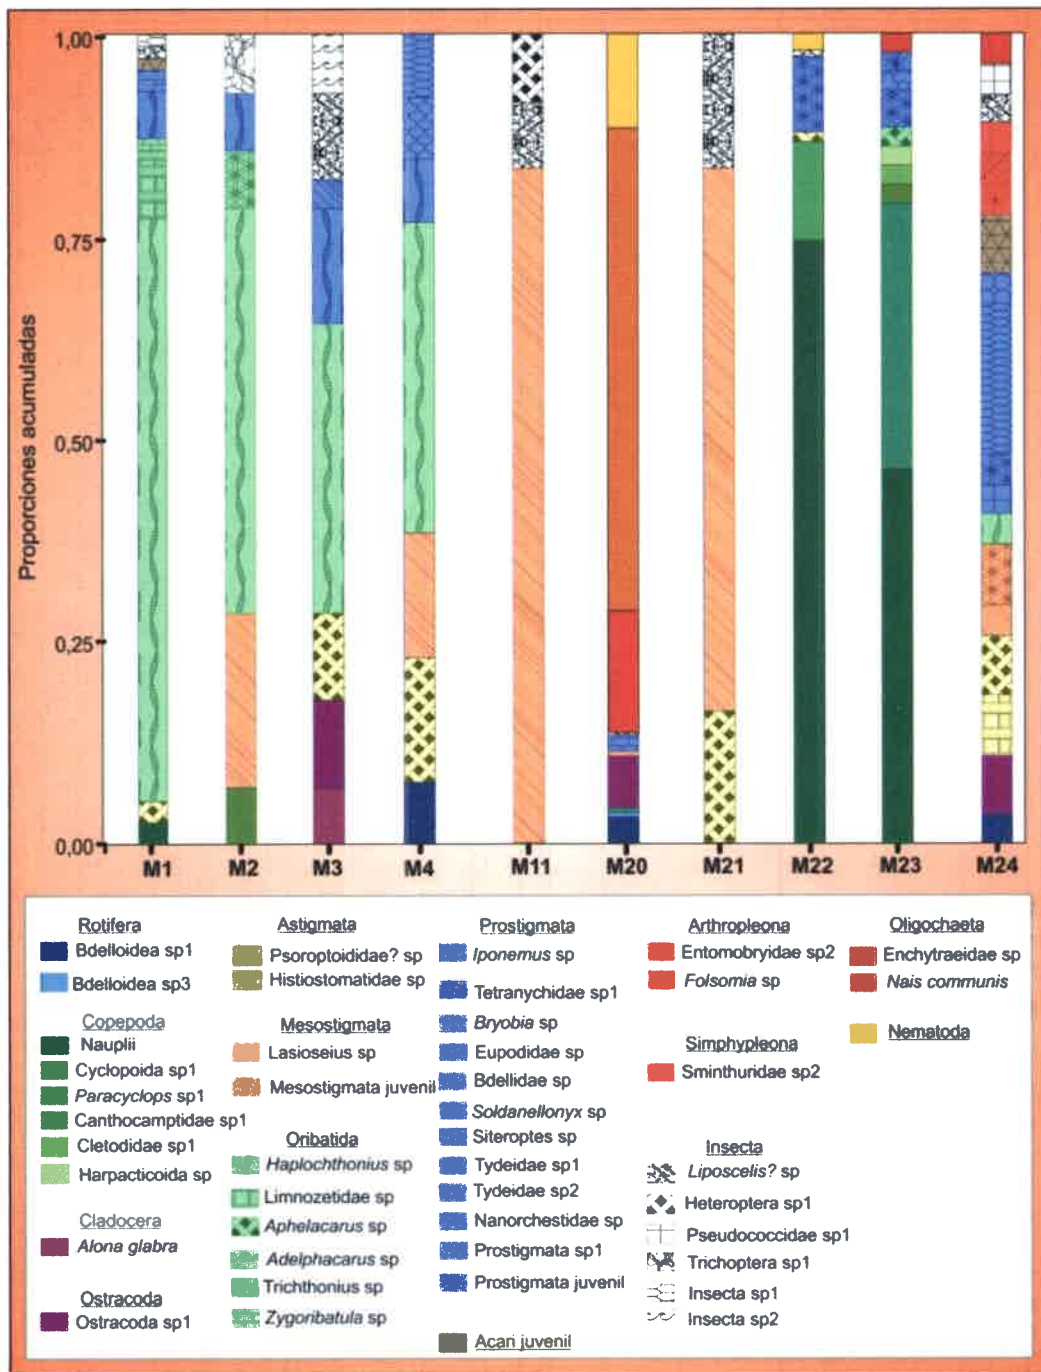 Proporciones acumuladas
1,00
0,75
0,50
0,25
0,00
M1 M2 M3 M4 M11 M20 M21 M22 M23 M24
Rotifera
Bdelloidea sp1
Bdelloidea sp3
Copepoda
Nauplii
Cyclopoida sp1
Paracyclops sp1
Canthocamptidae sp1
Cletodidae sp1
Harpacticoida sp
Cladocera
Alona glabra
Ostracoda
Ostracoda sp1
Astigmata
Psoroptoididae? sp
Histiostomatidae sp
Mesostigmata
Lasioseius sp
Mesostigmata juvenil
Oribatida
Haplochthonius sp
Limnozetidae sp
Aphelacarus sp
Adelphacarus sp
Trichthonius sp
Zygoribatula sp
Prostigmata
Iponemus sp
Tetranychidae sp1
Bryobia sp
Eupodidae sp
Bdellidae sp
Soldanellonyx sp
Siteroptes sp
Tydeidae sp1
Tydeidae sp2
Nanorchestidae sp
Prostigmata sp1
Prostigmata juvenil
Acari juvenil
Arthropleona
Entomobryidae sp2
Folsomia sp
Simphypleona
Sminthuridae sp2
Insecta
Liposcelis? sp
Heteroptera sp1
Pseudococcidae sp1
Trichoptera sp1
Insecta sp1
Insecta sp2
Oligochaeta
Enchytraeidae sp
Nais communis
Nematoda